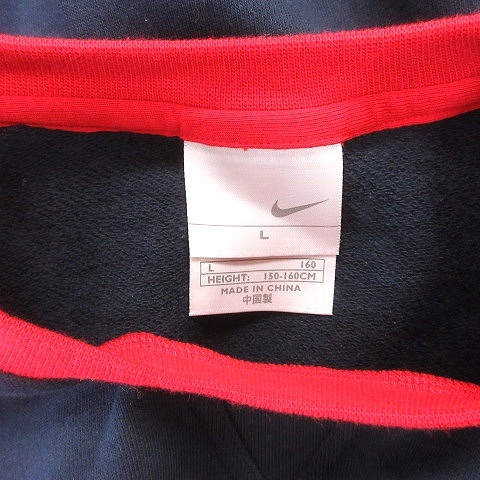 L
L 160
HEIGHT: 150-160CM
MADE IN CHINA
中国製